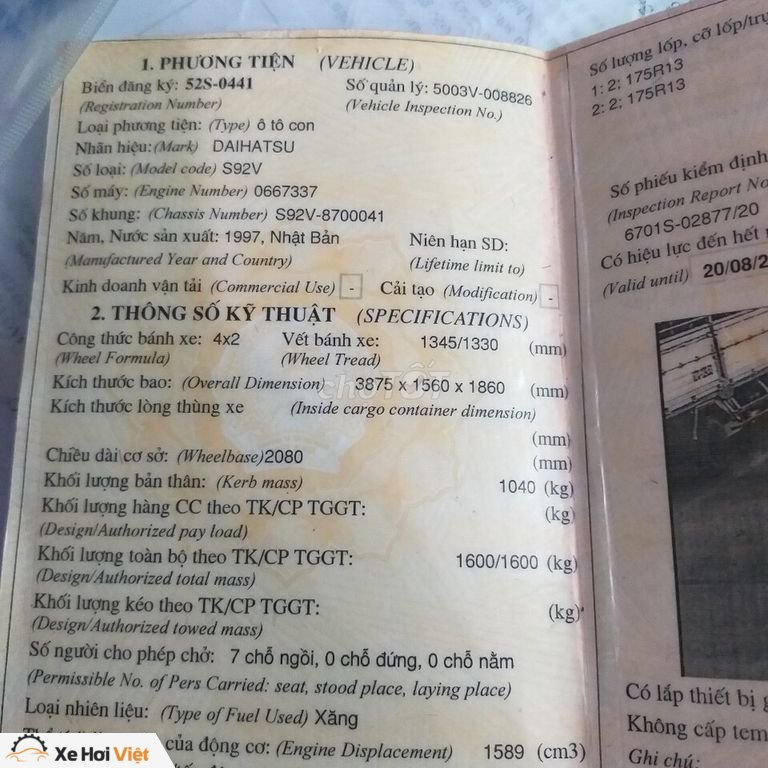 1. PHƯƠNG TIỆN (VEHICLE)
Biển đăng ký: 52S-0441 Số quản lý: 5003V-008826
(Registration Number) (Vehicle Inspection No.)
Loại phương tiện: (Type) ô tô con
Nhãn hiệu: (Mark) DAIHATSU
Số loại: (Model code) S92V
Số máy: (Engine Number) 0667337
Số khung: (Chassis Number) S92V-8700041
Năm, Nước sản xuất: 1997, Nhật Bản Niên hạn SD:
(Manufactured Year and Country) (Lifetime limit to)
Kinh doanh vận tải (Commercial Use) - Cải tạo (Modification) -
2. THÔNG SỐ KỸ THUẬT (SPECIFICATIONS)
Công thức bánh xe: 4x2 Vết bánh xe: 1345/1330 (mm)
(Wheel Formula) (Wheel Tread)
Kích thước bao: (Overall Dimension) 3875 x 1560 x 1860 (mm)
Kích thước lòng thùng xe (Inside cargo container dimension)
(mm)
Chiều dài cơ sở: (Wheelbase) 2080 (mm)
Khối lượng bản thân: (Kerb mass) 1040 (kg)
Khối lượng hàng CC theo TK/CP TGGT: (kg)
(Design/Authorized pay load)
Khối lượng toàn bộ theo TK/CP TGGT: 1600/1600 (kg)
(Design/Authorized total mass)
Khối lượng kéo theo TK/CP TGGT: (kg)
(Design/Authorized towed mass)
Số người cho phép chở: 7 chỗ ngồi, 0 chỗ đứng, 0 chỗ nằm
(Permissible No. of Pers Carried: seat, stood place, laying place)
Loại nhiên liệu: (Type of Fuel Used) Xăng
của động cơ: (Engine Displacement) 1589 (cm3)
Số lượng lốp, cỡ lốp/trụ
1: 2; 175R13
2: 2; 175R13
Số phiếu kiểm định
(Inspection Report No
6701S-02877/20
Có hiệu lực đến hết
(Valid until) 20/08/2
Có lắp thiết bị g
Không cấp tem
Ghi chú:
chợTỐT
Xe Hơi Việt